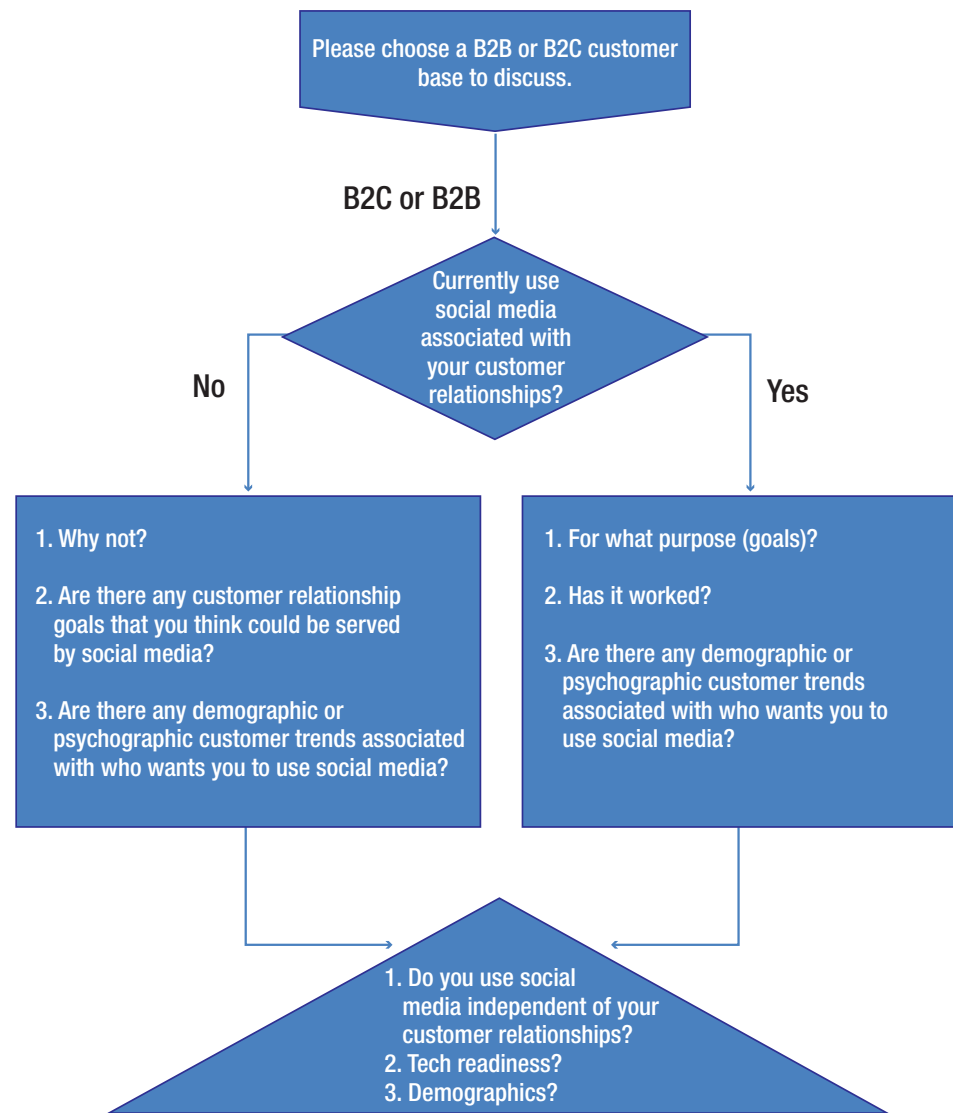 Please choose a B2B or B2C customer
base to discuss.
B2C or B2B
Currently use
social media
associated with
your customer
relationships?
No
Yes
1. Why not?
2. Are there any customer relationship
goals that you think could be served
by social media?
3. Are there any demographic or
psychographic customer trends associated
with who wants you to use social media?
1. For what purpose (goals)?
2. Has it worked?
3. Are there any demographic or
psychographic customer trends
associated with who wants you to
use social media?
1. Do you use social
media independent of your
customer relationships?
2. Tech readiness?
3. Demographics?